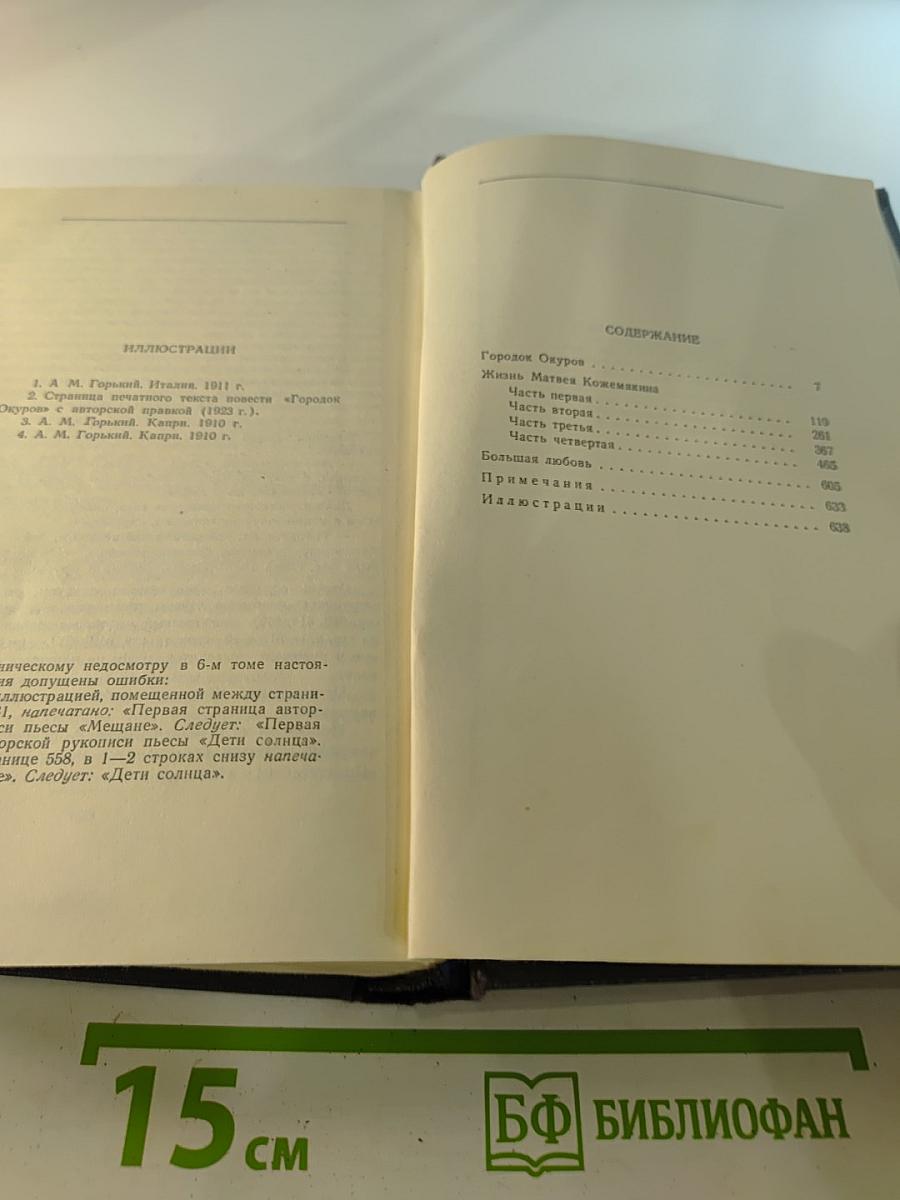 ИЛЛЮСТРАЦИИ
1. А М. Горький. Италия. 1911 г.
2. Страница печатного текста повести «Городок
Окуров» с авторской правкой (1923 г.).
3. А. М. Горький. Капри. 1910 г.
4. А. М. Горький. Капри. 1910 г.
ническому недосмотру в 6-м томе настоя-
ия допущены ошибки:
ллюстрацией, помещенной между страни-
1, напечатано: «Первая страница автор-
си пьесы «Мещане». Следует: «Первая
орской рукописи пьесы «Дети солнца».
нице 558, в 1—2 строках снизу напеча-
е». Следует: «Дети солнца».
СОДЕРЖАНИЕ
Городок Окуров . . . . . . . . . . . . . . . . . 7
Жизнь Матвея Кожемякина
Часть первая . . . . . . . . . . . . . . . . . 119
Часть вторая . . . . . . . . . . . . . . . . . 261
Часть третья . . . . . . . . . . . . . . . . . 367
Часть четвертая . . . . . . . . . . . . . . . 465
Большая любовь . . . . . . . . . . . . . . . . 605
Примечания . . . . . . . . . . . . . . . . . 633
Иллюстрации . . . . . . . . . . . . . . . . . 638
15 см
БФ БИБЛИОФАН